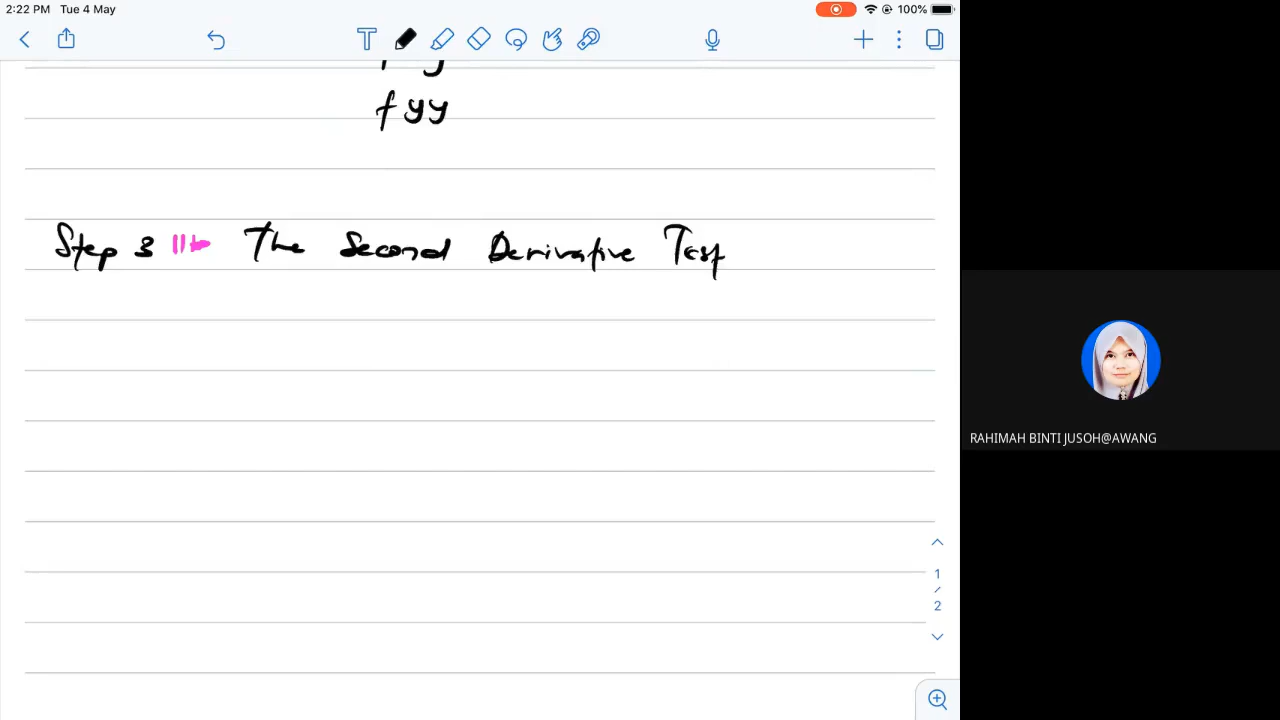 2:22 PM Tue 4 May 100%
f yy
Step 3 The Second Derivative Test
RAHIMAH BINTI JUSOH@AWANG
1
/
2